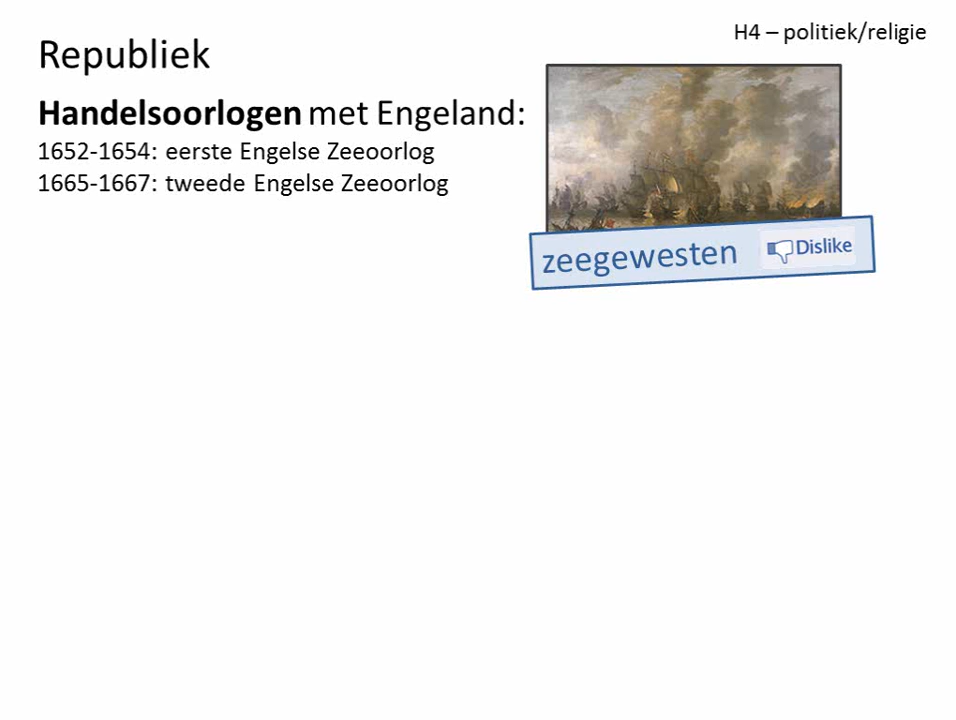 H4 – politiek/religie
Republiek
Handelsoorlogen met Engeland:
1652-1654: eerste Engelse Zeeoorlog
1665-1667: tweede Engelse Zeeoorlog
zeegewesten Dislike